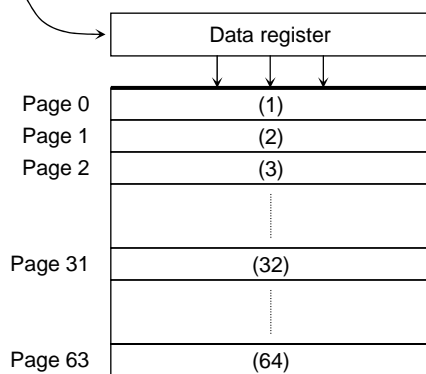 Data register
Page 0 (1)
Page 1 (2)
Page 2 (3)
Page 31 (32)
Page 63 (64)